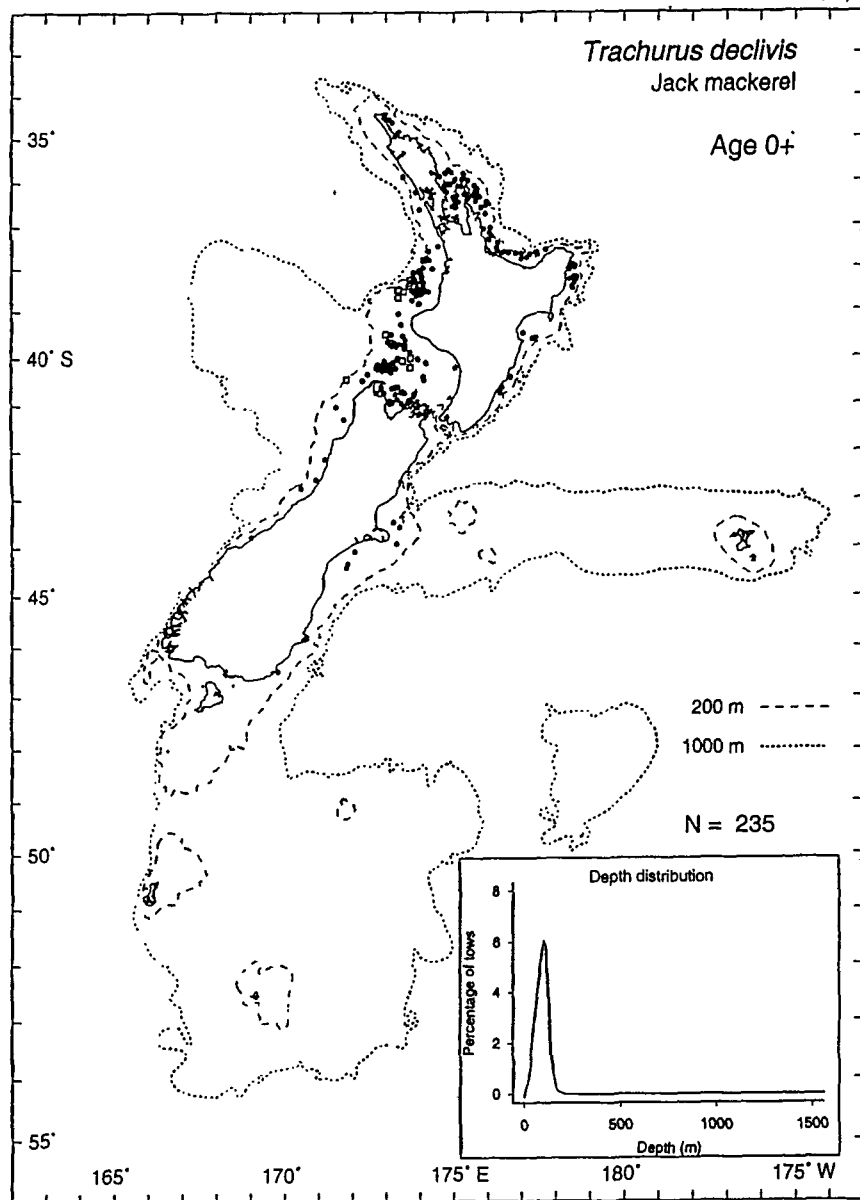 Trachurus declivis
Jack mackerel
Age 0+
35°
40° S
45°
50°
55°
200 m
1000 m
N = 235
Depth distribution
Percentage of tows
8
6
4
2
0
0 500 1000 1500
Depth (m)
165° 170° 175° E 180° 175° W